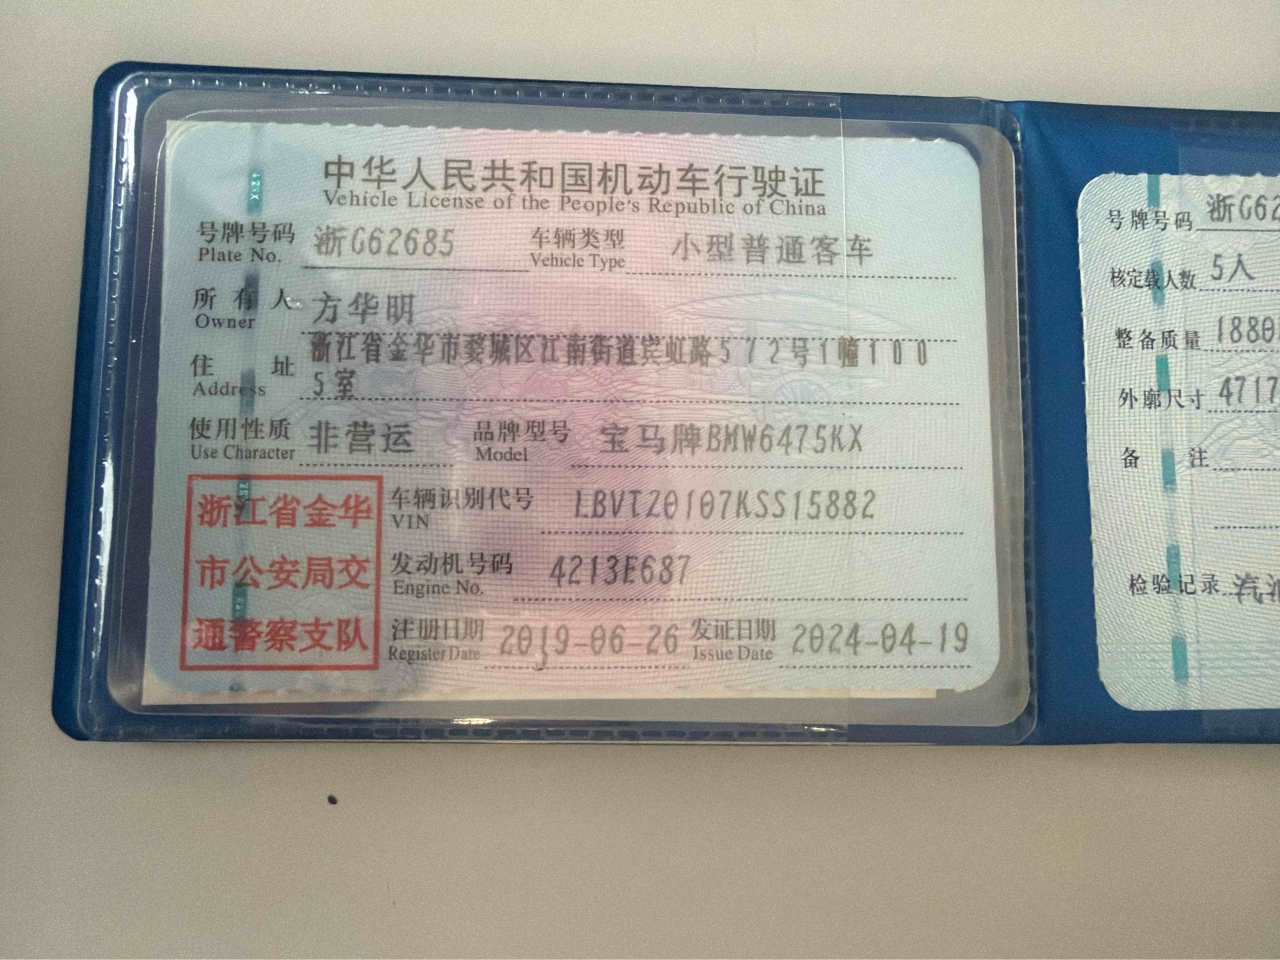 中华人民共和国机动车行驶证
Vehicle License of the People's Republic of China
号牌号码 浙G62685 车辆类型 小型普通客车
Plate No. Vehicle Type
所有人 方华明
Owner
住址 浙江省金华市婺城区江南街道宾虹路572号1幢100
Address 5室
使用性质 非营运 品牌型号 宝马牌BMW6475KX
Use Character Model
浙江省金华
市公安局交
通警察支队
车辆识别代号 LBVTZ0107KSS15882
VIN
发动机号码 4213E687
Engine No.
注册日期 2019-06-26 发证日期 2024-04-19
Register Date Issue Date
号牌号码 浙G62
核定载人数 5人
整备质量 1880
外廓尺寸 4717
备注
检验记录 汽油